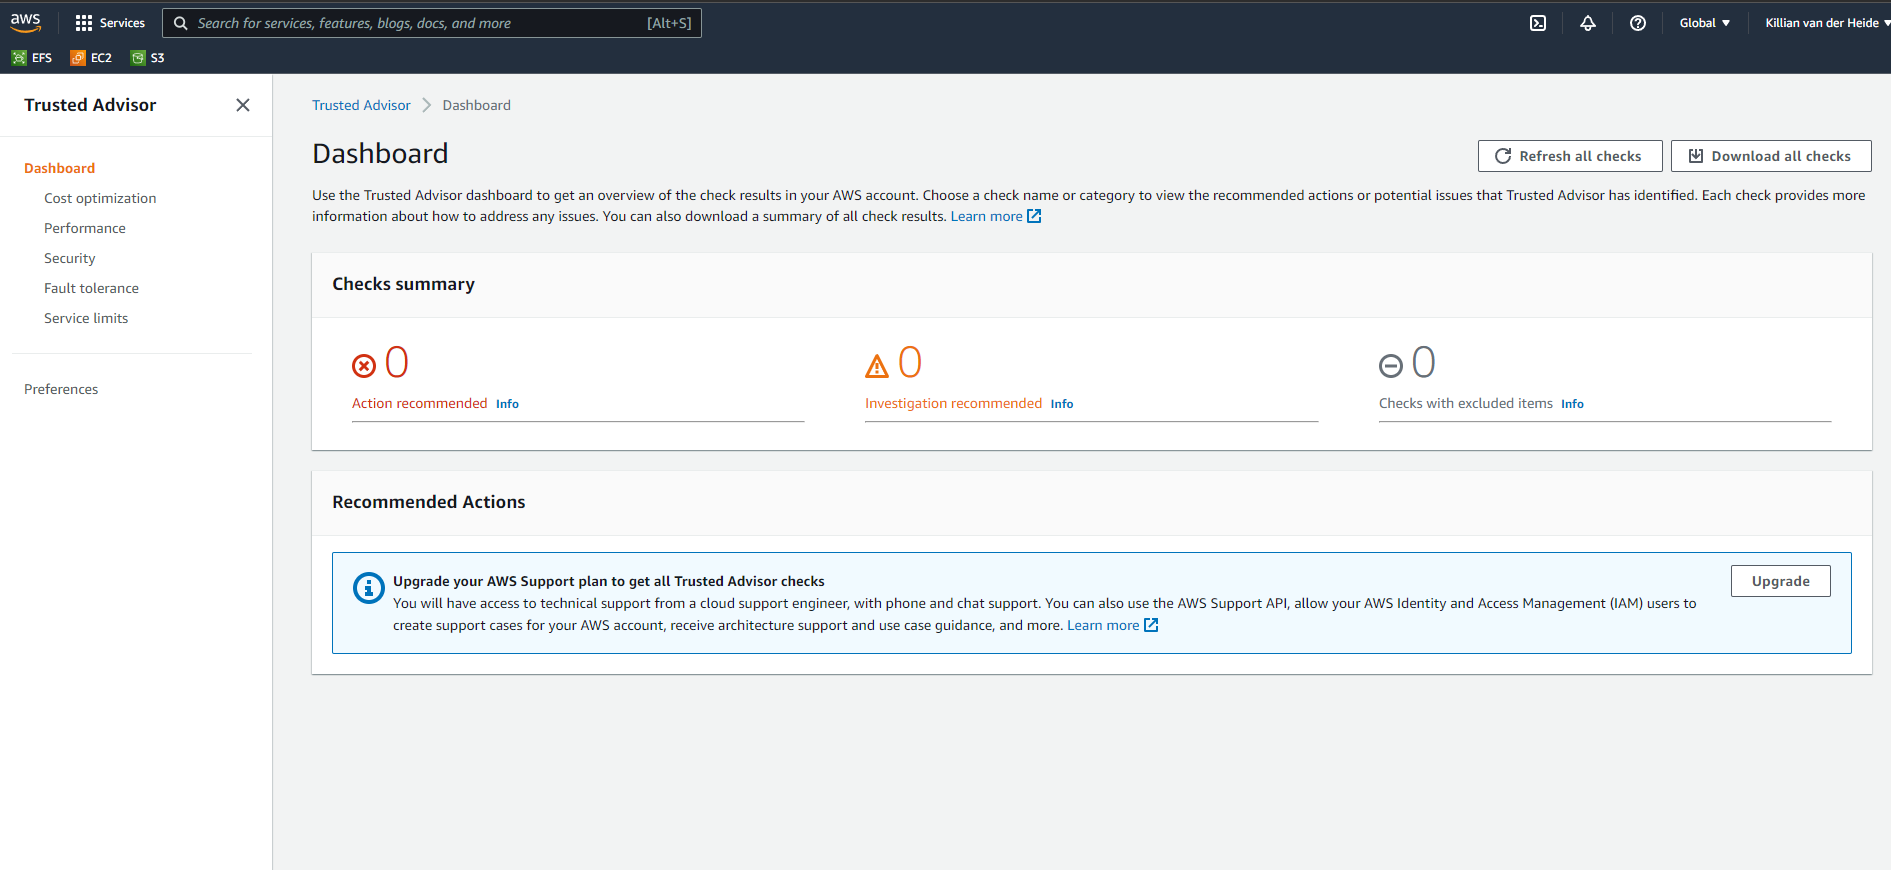 aws
Services
Search for services, features, blogs, docs, and more
[Alt+S]
Global
Killian van der Heide
EFS
EC2
S3
Trusted Advisor
Dashboard
Cost optimization
Performance
Security
Fault tolerance
Service limits
Preferences
Trusted Advisor
Dashboard
Dashboard
Refresh all checks
Download all checks
Use the Trusted Advisor dashboard to get an overview of the check results in your AWS account. Choose a check name or category to view the recommended actions or potential issues that Trusted Advisor has identified. Each check provides more
information about how to address any issues. You can also download a summary of all check results. Learn more
Checks summary
0
Action recommended Info
0
Investigation recommended Info
0
Checks with excluded items Info
Recommended Actions
Upgrade your AWS Support plan to get all Trusted Advisor checks
You will have access to technical support from a cloud support engineer, with phone and chat support. You can also use the AWS Support API, allow your AWS Identity and Access Management (IAM) users to
create support cases for your AWS account, receive architecture support and use case guidance, and more. Learn more
Upgrade